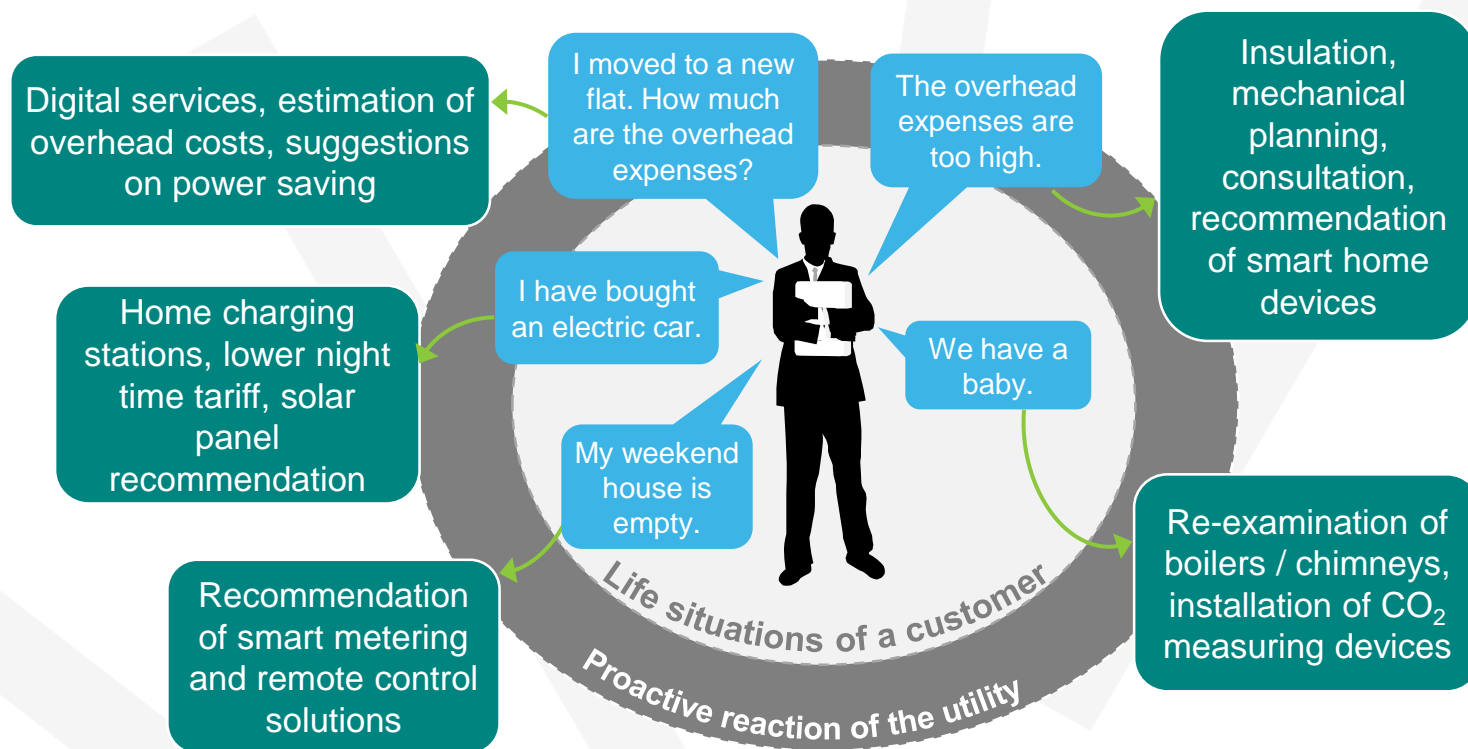 Digital services, estimation of
overhead costs, suggestions
on power saving
I moved to a new
flat. How much
are the overhead
expenses?
The overhead
expenses are
too high.
Insulation,
mechanical
planning,
consultation,
recommendation
of smart home
devices
Home charging
stations, lower night
time tariff, solar
panel
recommendation
I have bought
an electric car.
We have a
baby.
My weekend
house is
empty.
Recommendation
of smart metering
and remote control
solutions
Re-examination of
boilers / chimneys,
installation of CO₂
measuring devices
Life situations of a customer
Proactive reaction of the utility